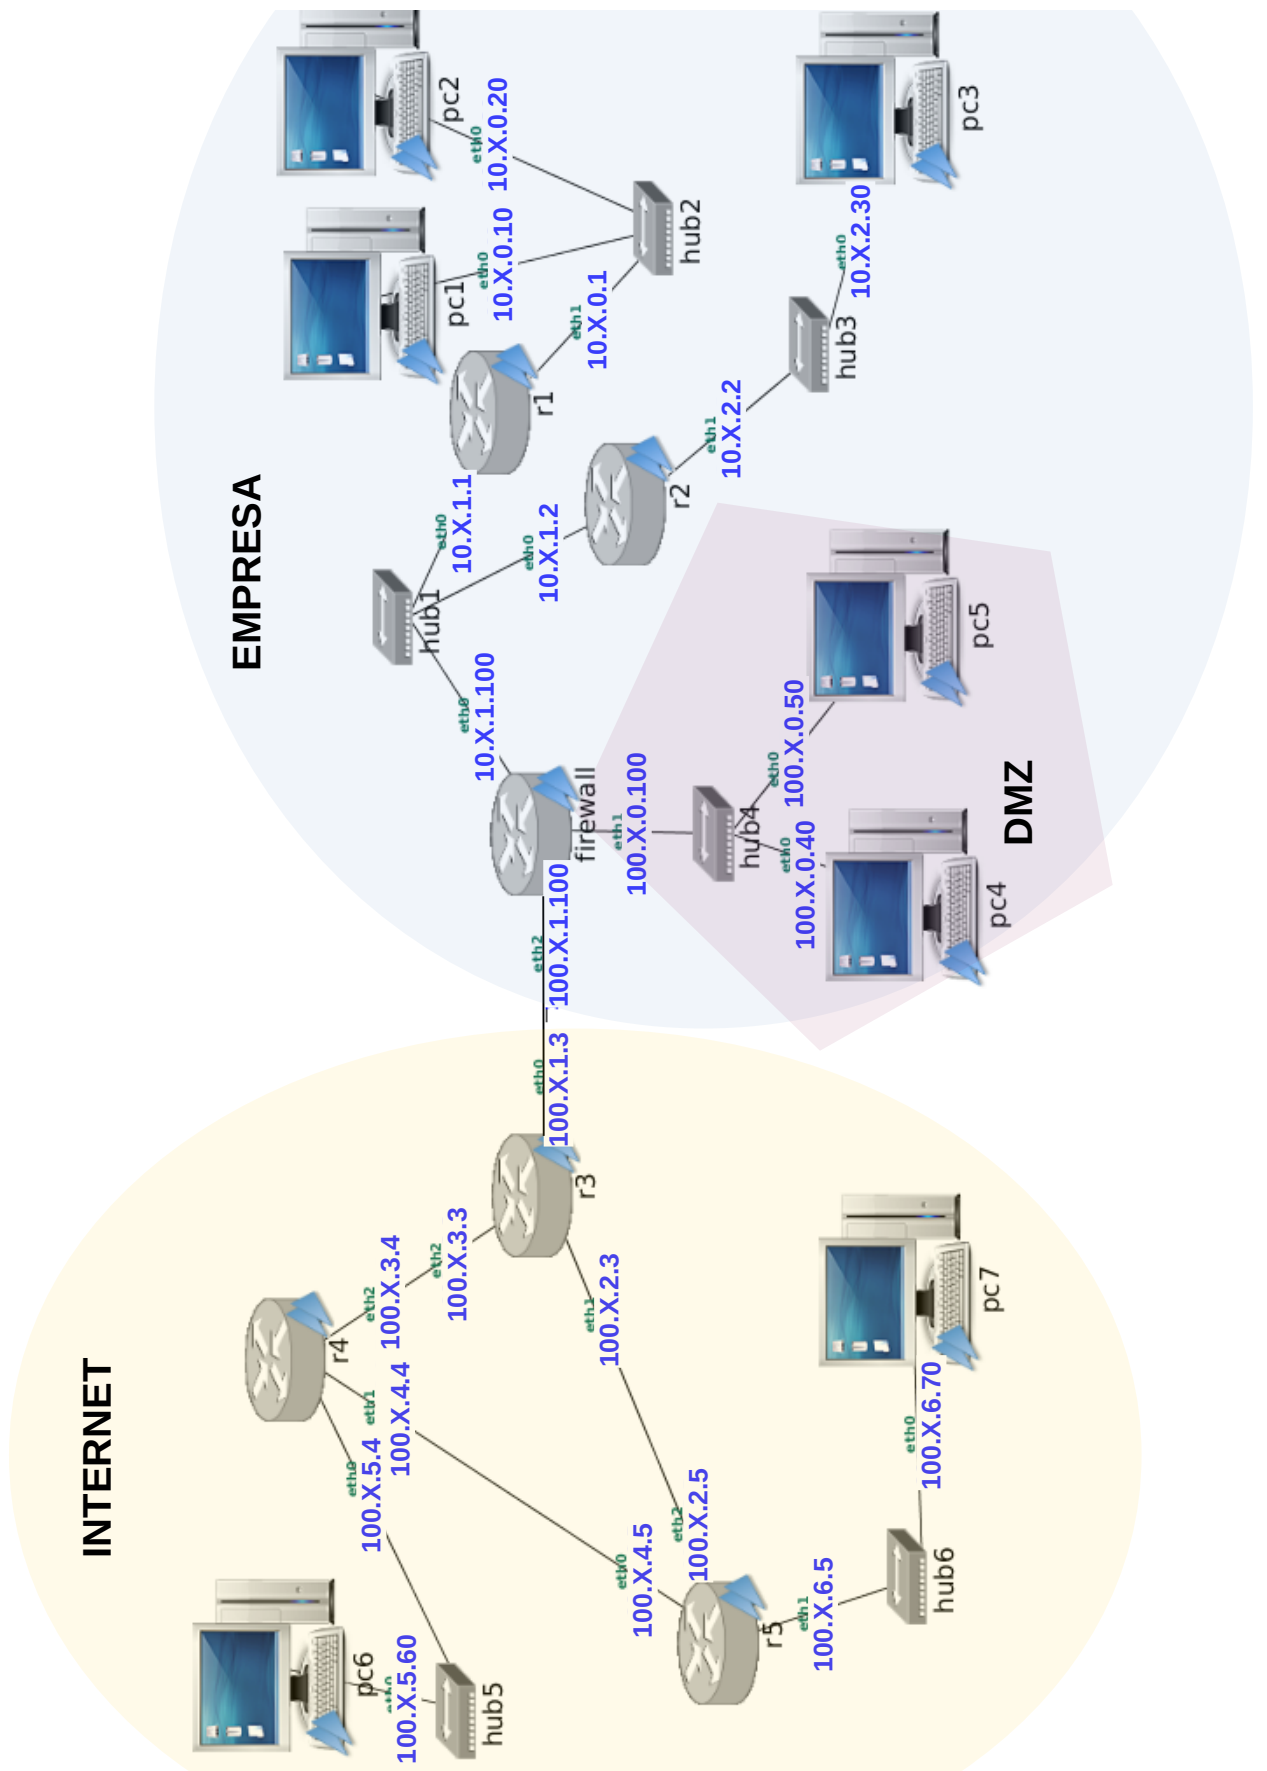 INTERNET
EMPRESA
DMZ
pc6
eth0
100.X.5.60
hub5
eth0
100.X.5.4
r4
eth1
100.X.4.4
eth2
100.X.3.4
eth2
100.X.3.3
r3
eth1
100.X.2.3
eth0
100.X.1.3
eth0
100.X.4.5
eth2
100.X.2.5
r5
eth1
100.X.6.5
hub6
eth0
100.X.6.70
pc7
eth2
100.X.1.100
firewall
eth0
10.X.1.100
eth1
100.X.0.100
hub4
eth0
100.X.0.40
pc4
eth0
100.X.0.50
pc5
hub1
eth0
10.X.1.1
r1
eth0
10.X.1.2
r2
eth1
10.X.0.1
hub2
eth0
10.X.0.10
pc1
eth0
10.X.0.20
pc2
eth1
10.X.2.2
hub3
eth0
10.X.2.30
pc3